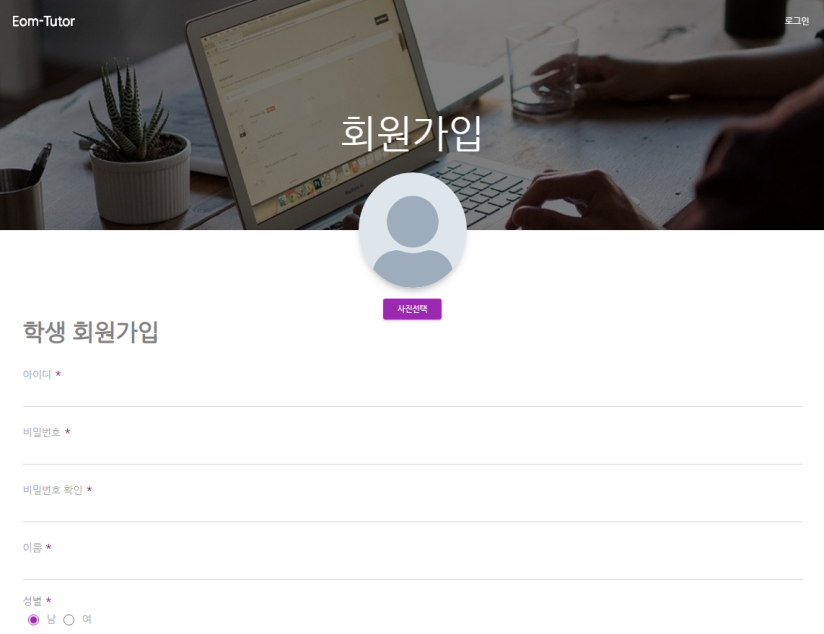 Eom-Tutor
로그인
회원가입
사진선택
학생 회원가입
아이디 *
비밀번호 *
비밀번호 확인 *
이름 *
성별 *
남 여